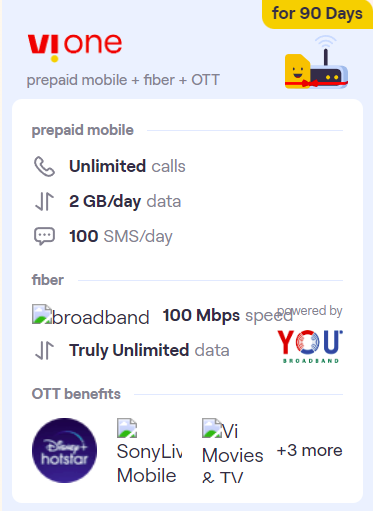 for 90 Days
Vi one
prepaid mobile + fiber + OTT
prepaid mobile
Unlimited calls
2 GB/day data
100 SMS/day
fiber
powered by
broadband 100 Mbps speed
YOU
BROADBAND
Truly Unlimited data
OTT benefits
Disney+
hotstar
SonyLiv
Mobile
Vi
Movies
& TV
+3 more